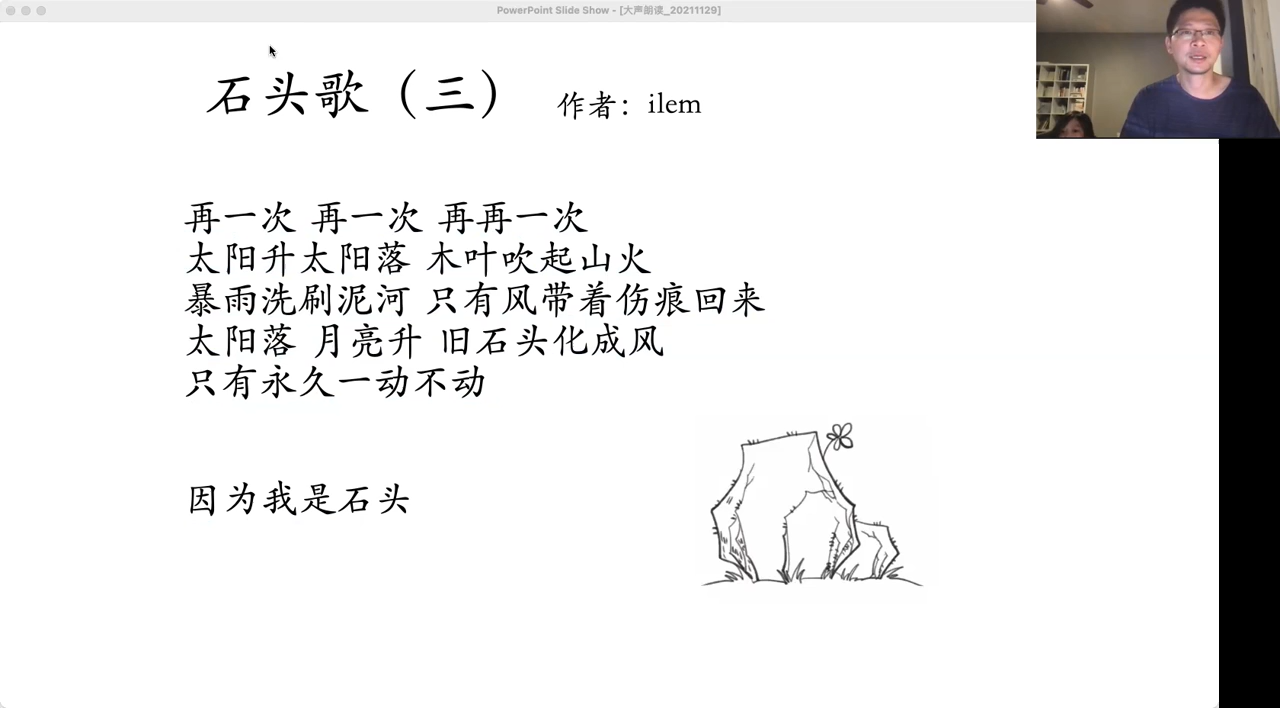 PowerPoint Slide Show - [大声朗读_20211129]
石头歌（三） 作者：ilem
再一次 再一次 再再一次
太阳升太阳落 木叶吹起山火
暴雨洗刷泥河 只有风带着伤痕回来
太阳落 月亮升 旧石头化成风
只有永久一动不动
因为我是石头